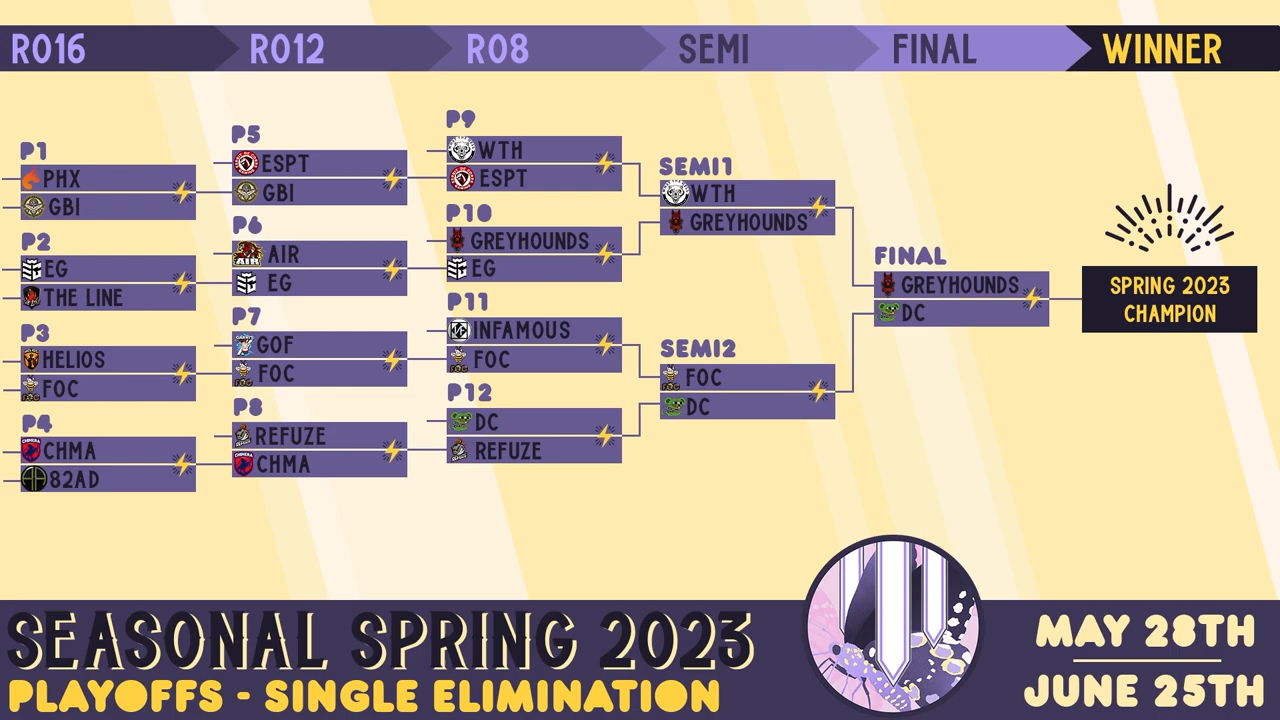 RO16
RO12
RO8
SEMI
FINAL
WINNER
P1
PHX
GBI
P2
EG
THE LINE
P3
HELIOS
FOC
P4
CHMA
82AD
P5
ESPT
GBI
P6
AIR
EG
P7
GOF
FOC
P8
REFUZE
CHMA
P9
WTH
ESPT
P10
GREYHOUNDS
EG
P11
INFAMOUS
FOC
P12
DC
REFUZE
SEMI1
WTH
GREYHOUNDS
SEMI2
FOC
DC
FINAL
GREYHOUNDS
DC
SPRING 2023
CHAMPION
SEASONAL SPRING 2023
PLAYOFFS - SINGLE ELIMINATION
MAY 28TH
JUNE 25TH